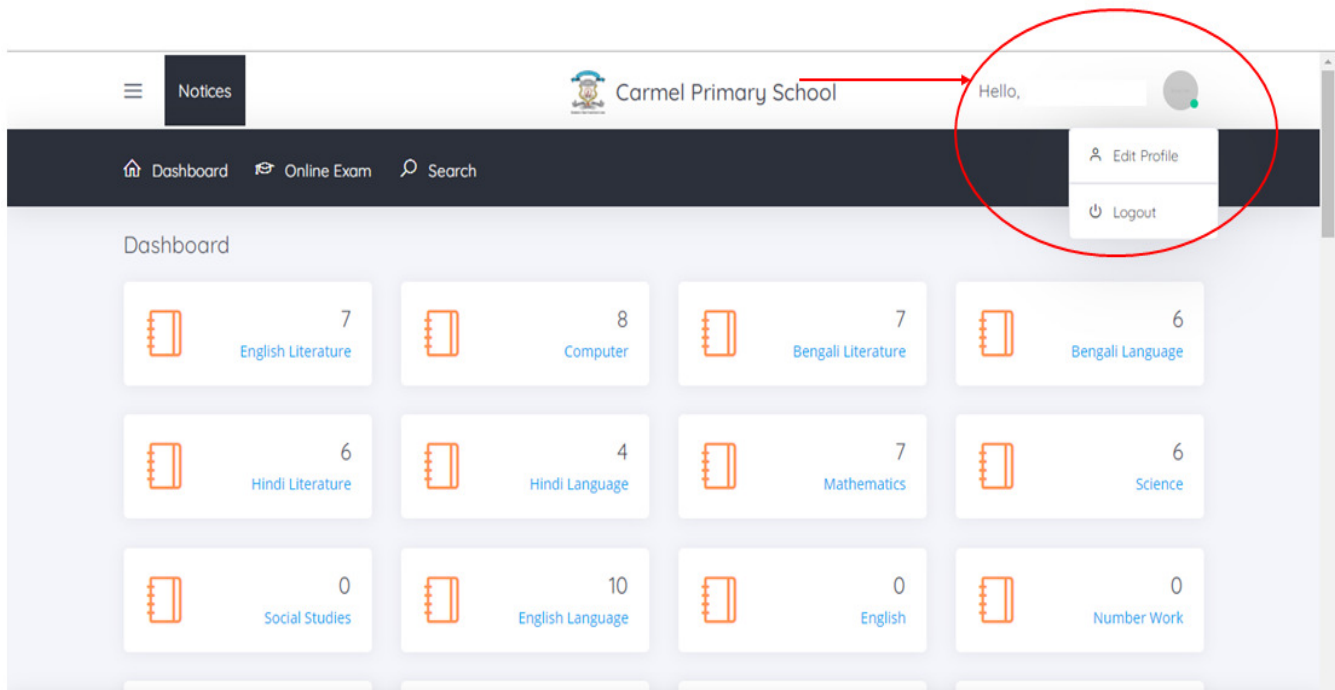 Notices
Carmel Primary School
Hello,
Dashboard
Online Exam
Search
Edit Profile
Logout
Dashboard
7
English Literature
8
Computer
7
Bengali Literature
6
Bengali Language
6
Hindi Literature
4
Hindi Language
7
Mathematics
6
Science
0
Social Studies
10
English Language
0
English
0
Number Work